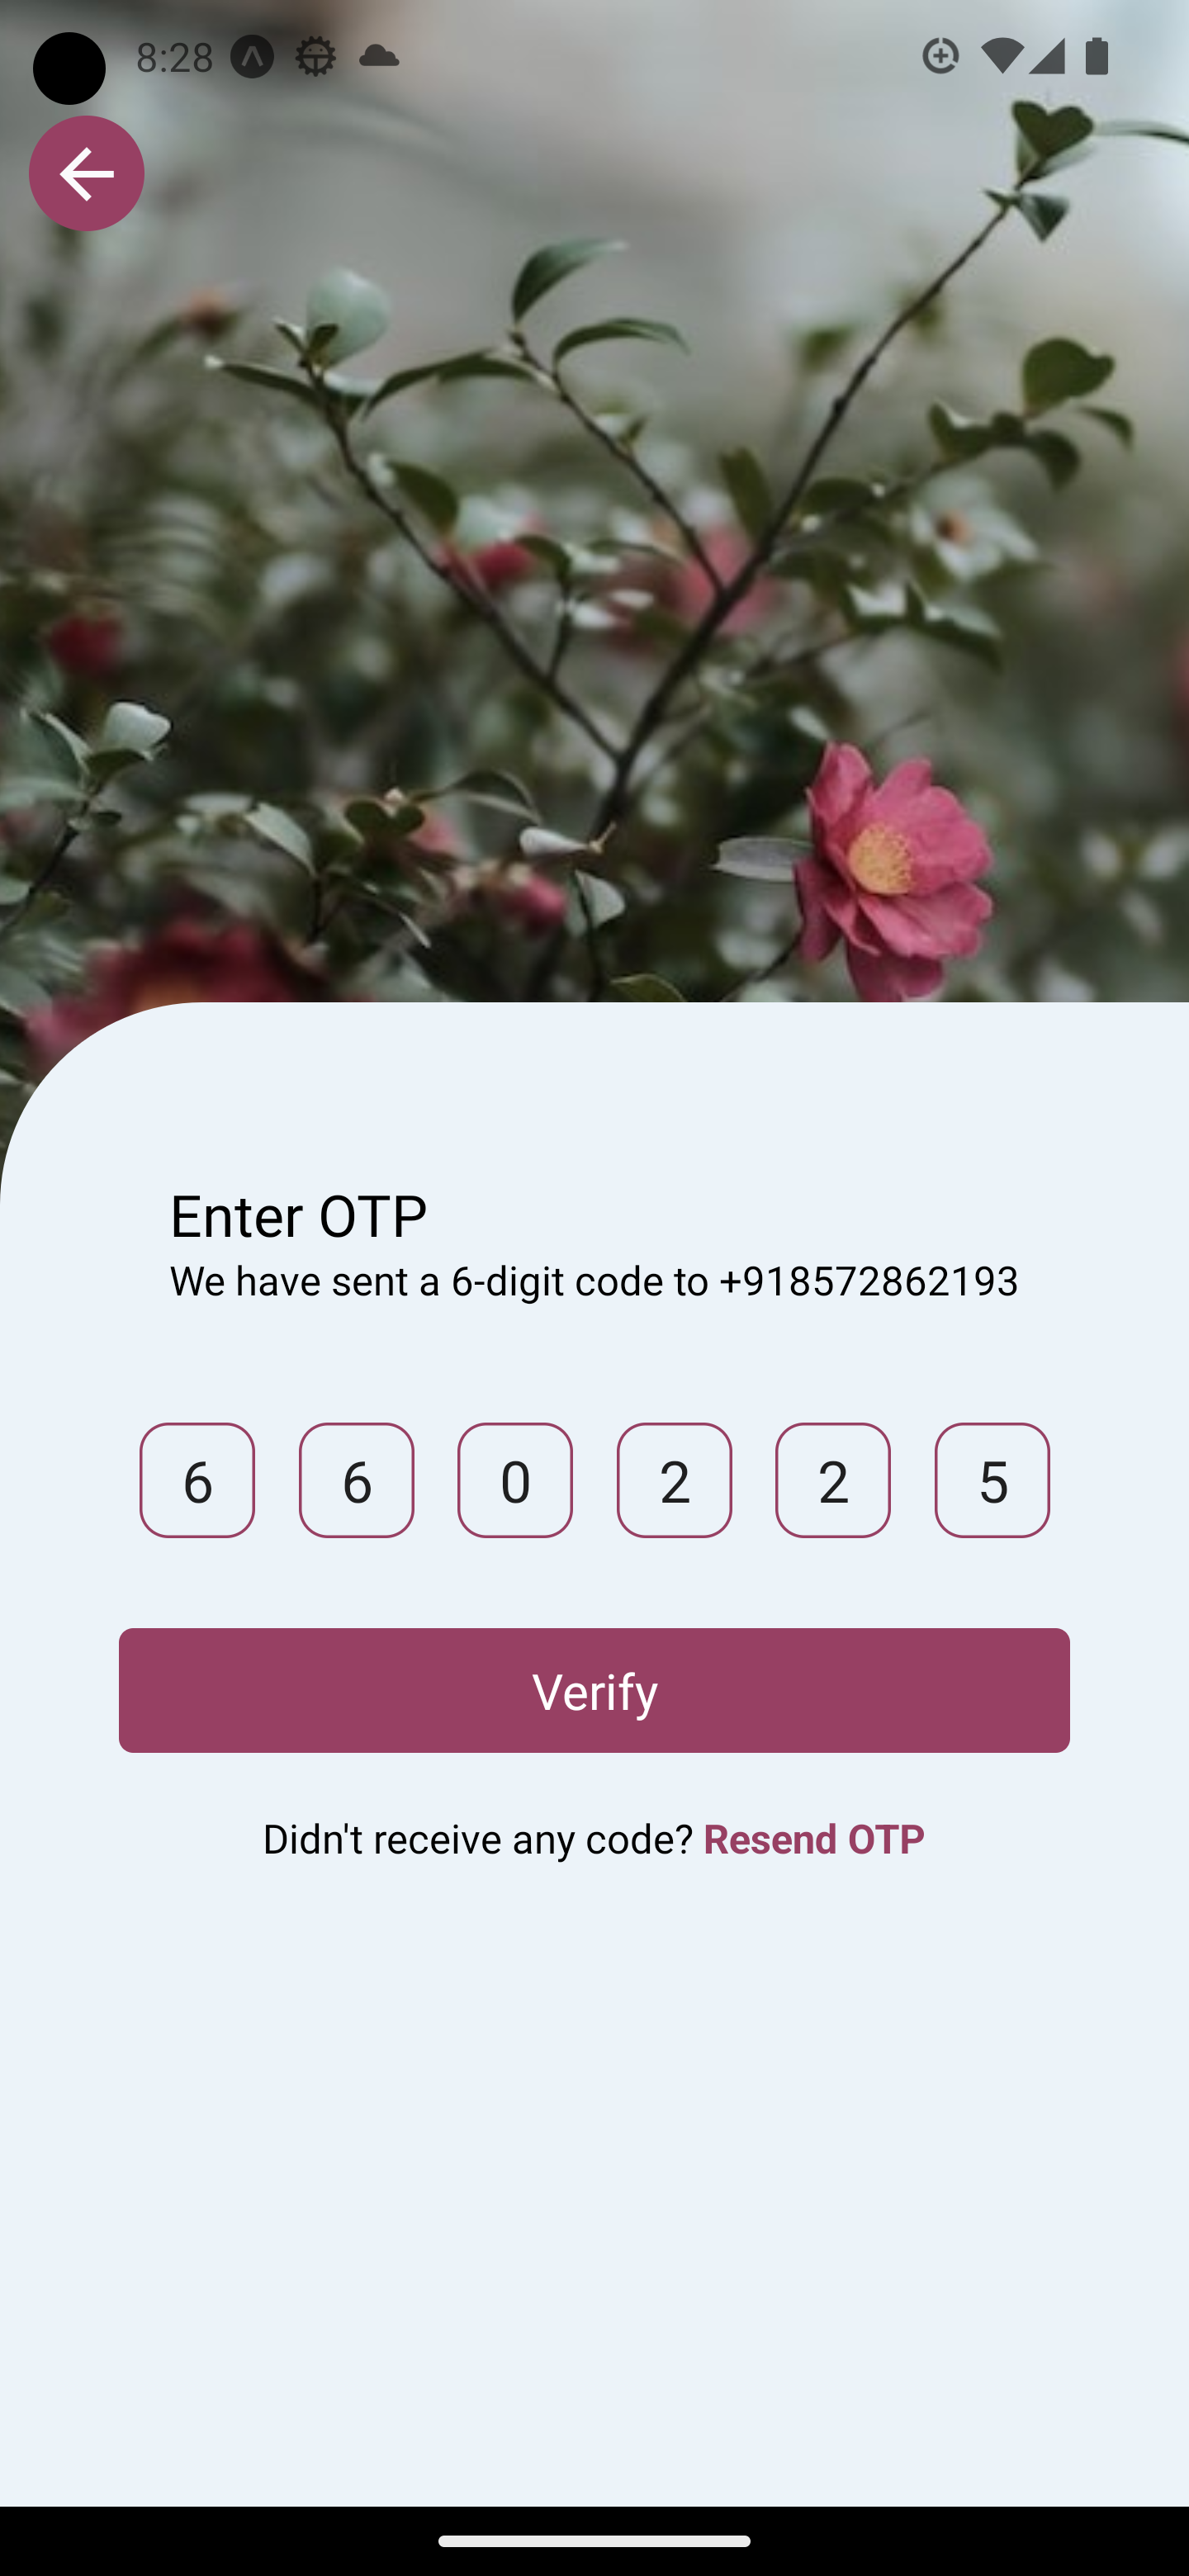 8:28
Enter OTP
We have sent a 6-digit code to +918572862193
6 6 0 2 2 5
Verify
Didn't receive any code? Resend OTP